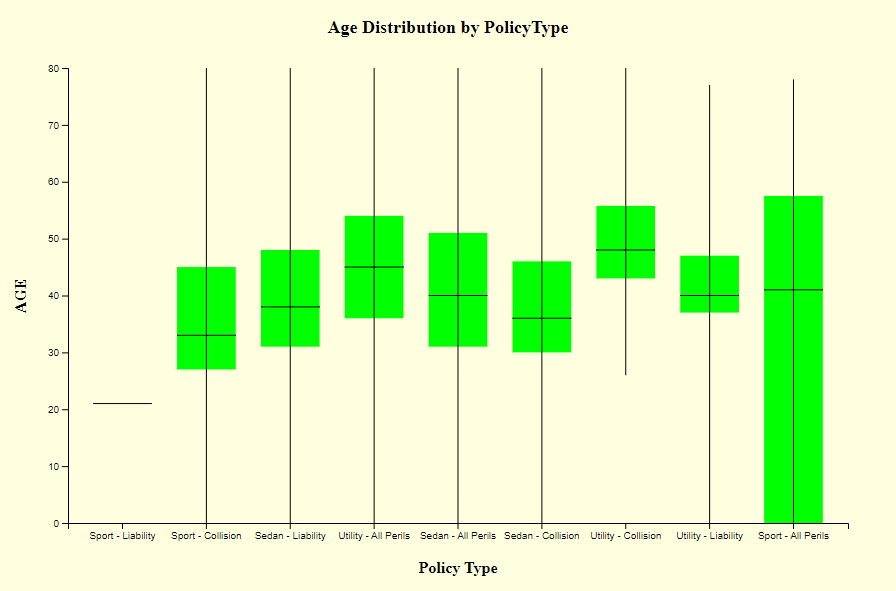 Age Distribution by PolicyType
80
70
60
50
40
30
20
10
0
AGE
Sport - Liability Sport - Collision Sedan - Liability Utility - All Perils Sedan - All Perils Sedan - Collision Utility - Collision Utility - Liability Sport - All Perils
Policy Type